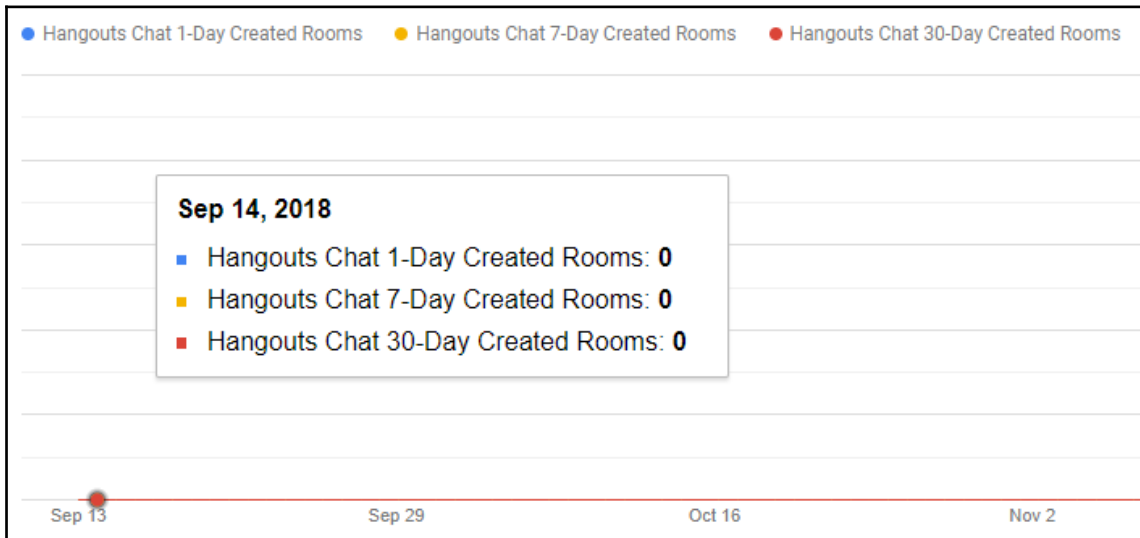 Hangouts Chat 1-Day Created Rooms Hangouts Chat 7-Day Created Rooms Hangouts Chat 30-Day Created Rooms
Sep 14, 2018
Hangouts Chat 1-Day Created Rooms: 0
Hangouts Chat 7-Day Created Rooms: 0
Hangouts Chat 30-Day Created Rooms: 0
Sep 13 Sep 29 Oct 16 Nov 2